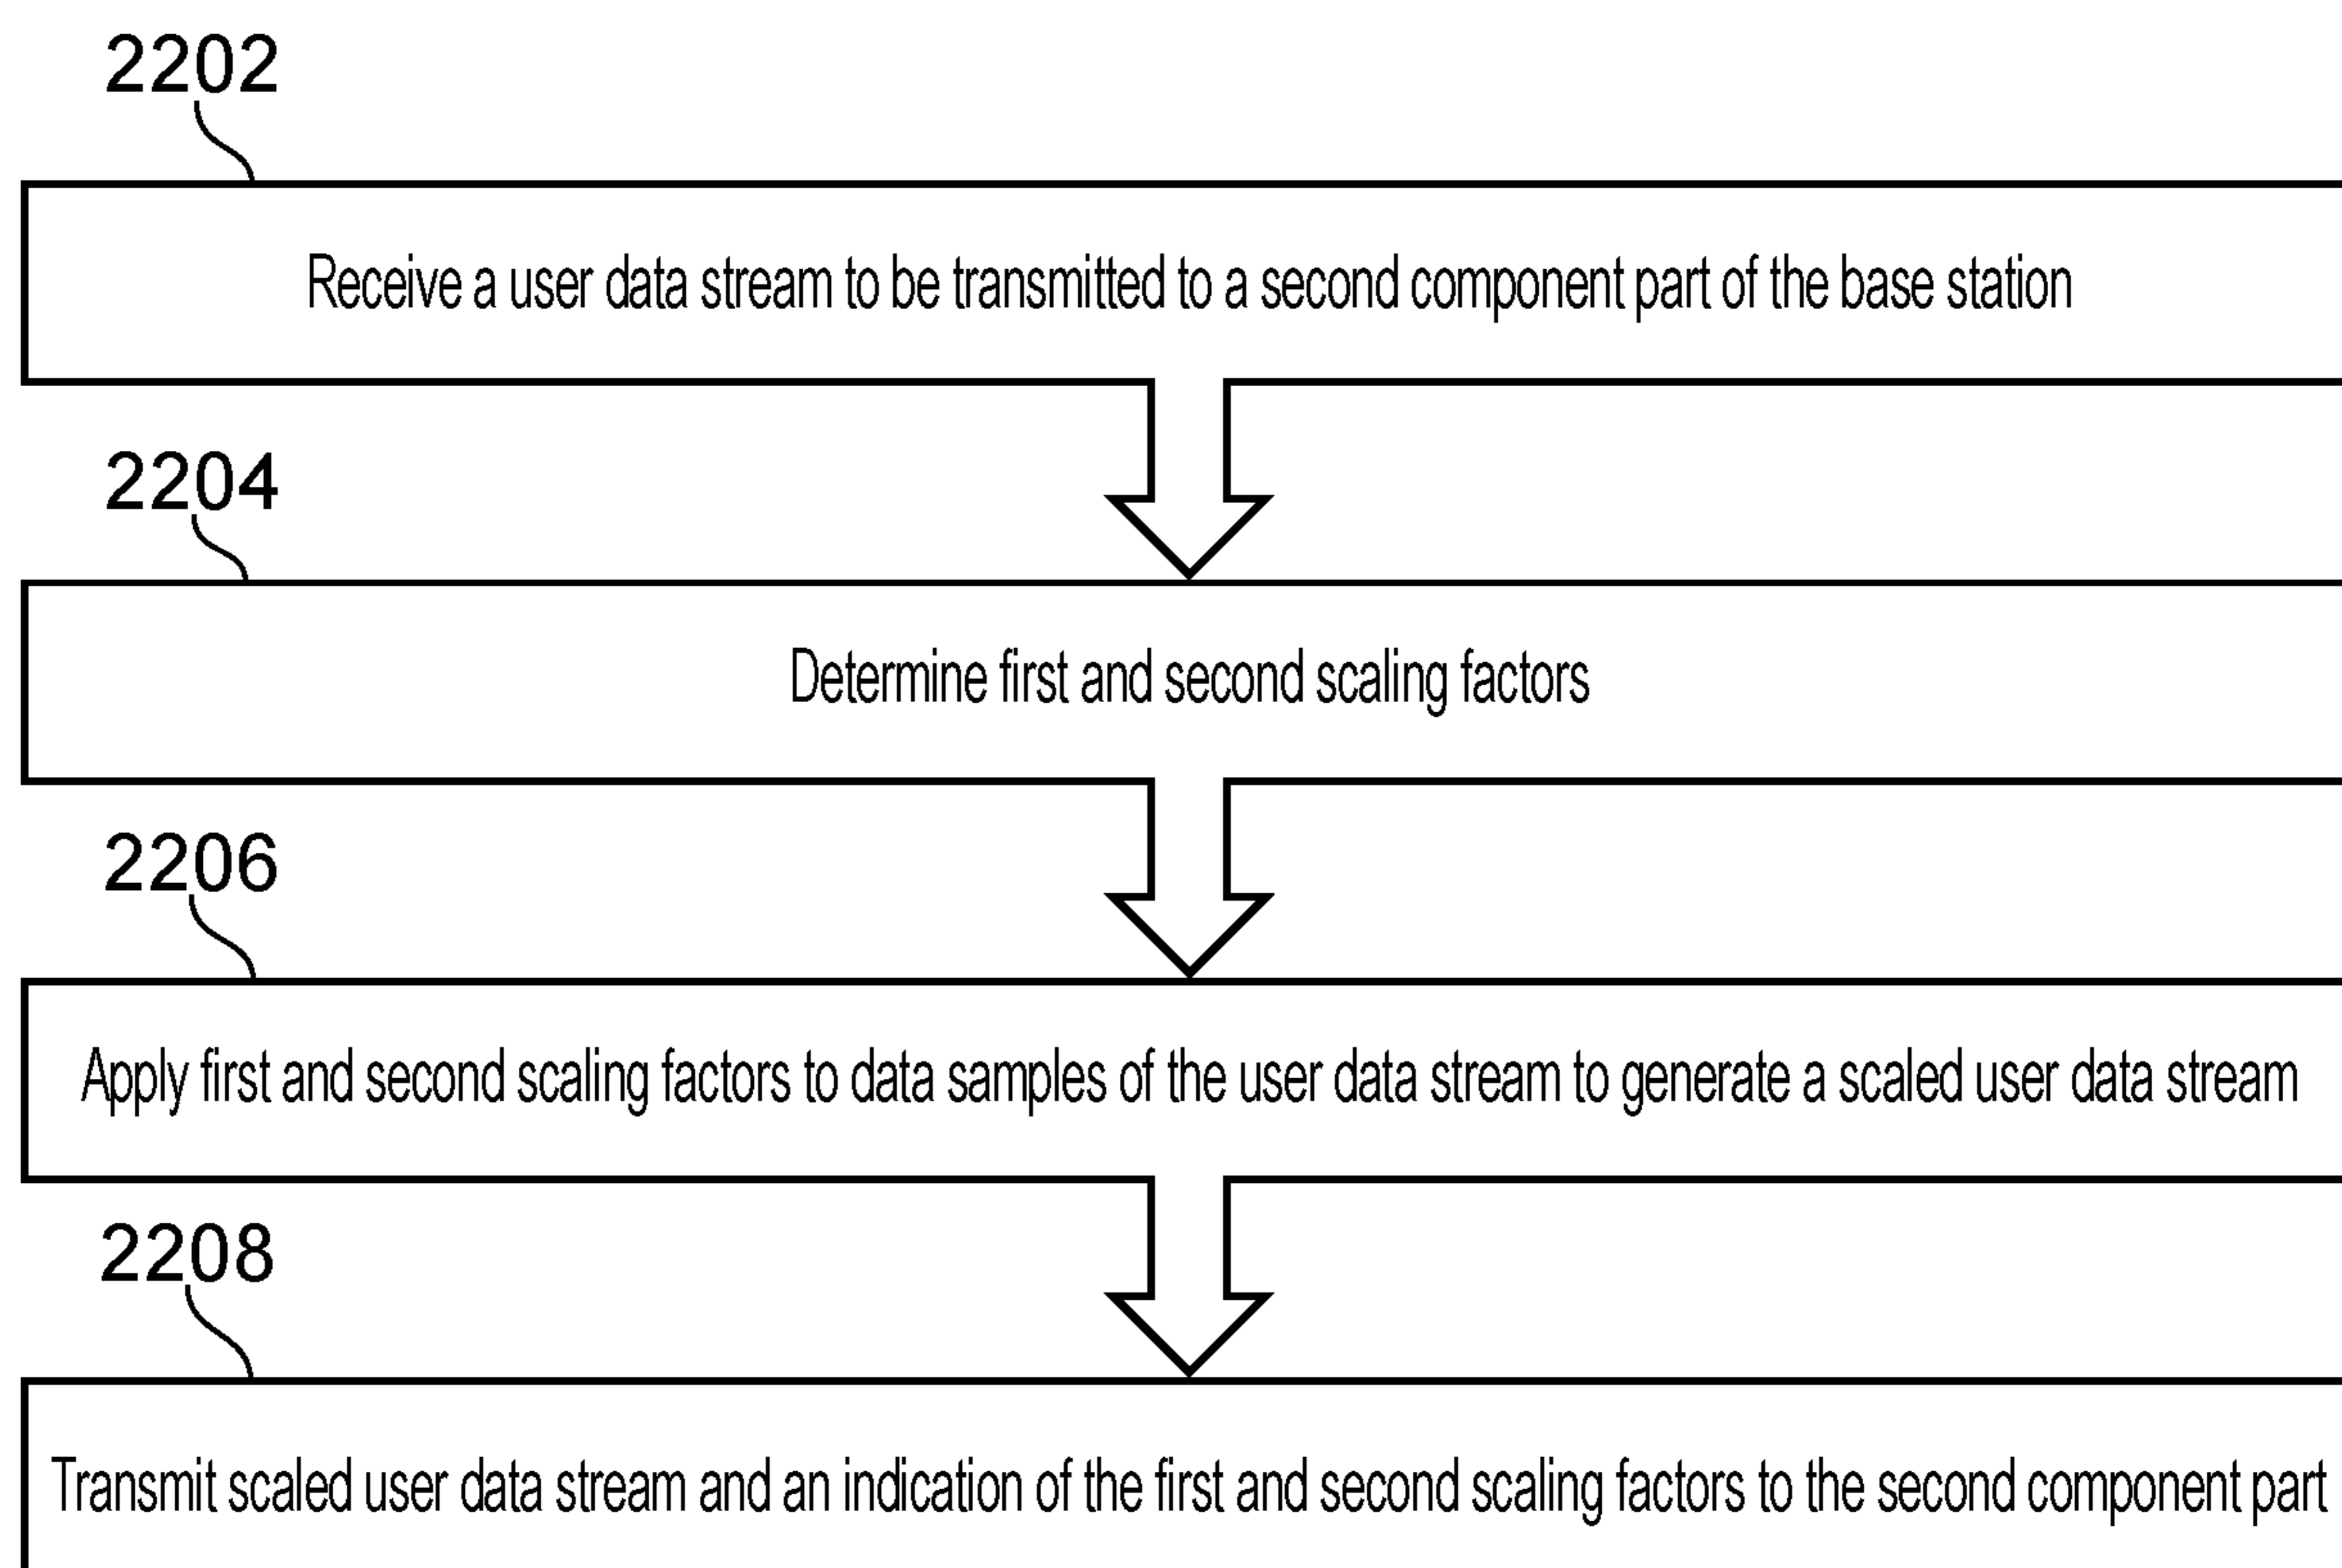 2202
Receive a user data stream to be transmitted to a second component part of the base station
2204
Determine first and second scaling factors
2206
Apply first and second scaling factors to data samples of the user data stream to generate a scaled user data stream
2208
Transmit scaled user data stream and an indication of the first and second scaling factors to the second component part